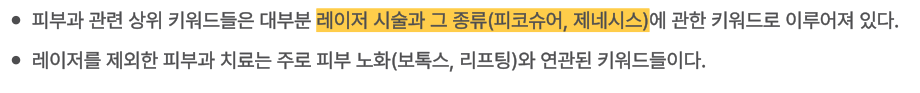 • 피부과 관련 상위 키워드들은 대부분 레이저 시술과 그 종류(피코슈어, 제네시스)에 관한 키워드로 이루어져 있다.
• 레이저를 제외한 피부과 치료는 주로 피부 노화(보톡스, 리프팅)와 연관된 키워드들이다.